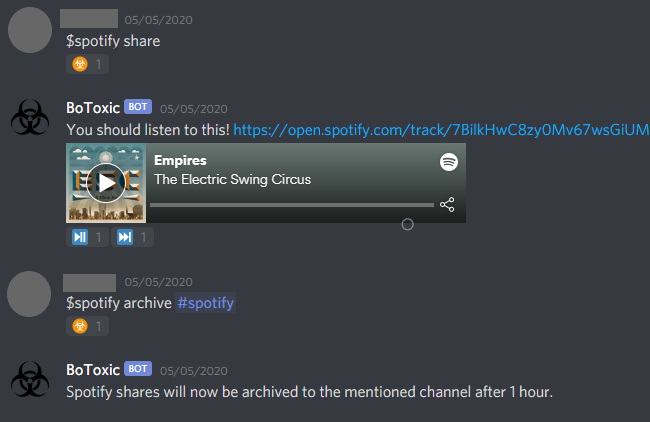 05/05/2020
$spotify share
1
BoToxic BOT 05/05/2020
You should listen to this! https://open.spotify.com/track/7BilkHwC8zy0Mv67wsGiUM
Empires
The Electric Swing Circus
1 1
05/05/2020
$spotify archive #spotify
1
BoToxic BOT 05/05/2020
Spotify shares will now be archived to the mentioned channel after 1 hour.